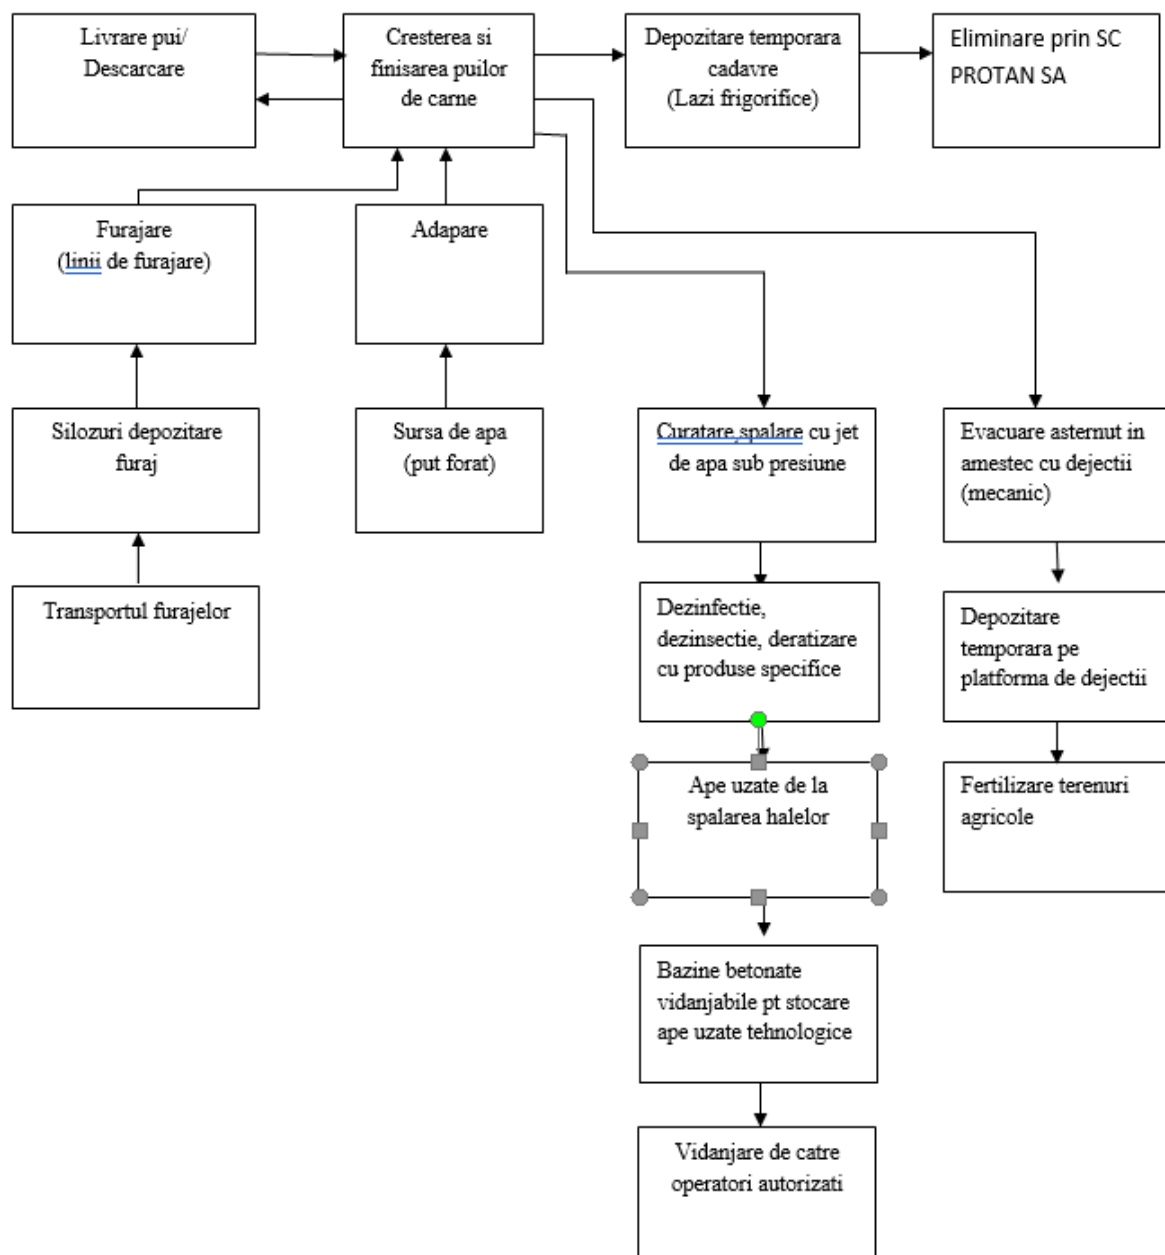 Livrare pui/
Descarcare
Cresterea si
finisarea puilor
de carne
Depozitare temporara
cadavre
(Lazi frigorifice)
Eliminare prin SC
PROTAN SA
Furajare
(linii de furajare)
Adapare
Silozuri depozitare
furaj
Sursa de apa
(put forat)
Curatare,spalare cu jet
de apa sub presiune
Evacuare asternut in
amestec cu dejectii
(mecanic)
Transportul furajelor
Dezinfectie,
dezinsectie, deratizare
cu produse specifice
Depozitare
temporara pe
platforma de dejectii
Ape uzate de la
spalarea halelor
Fertilizare terenuri
agricole
Bazine betonate
vidanjabile pt stocare
ape uzate tehnologice
Vidanjare de catre
operatori autorizati